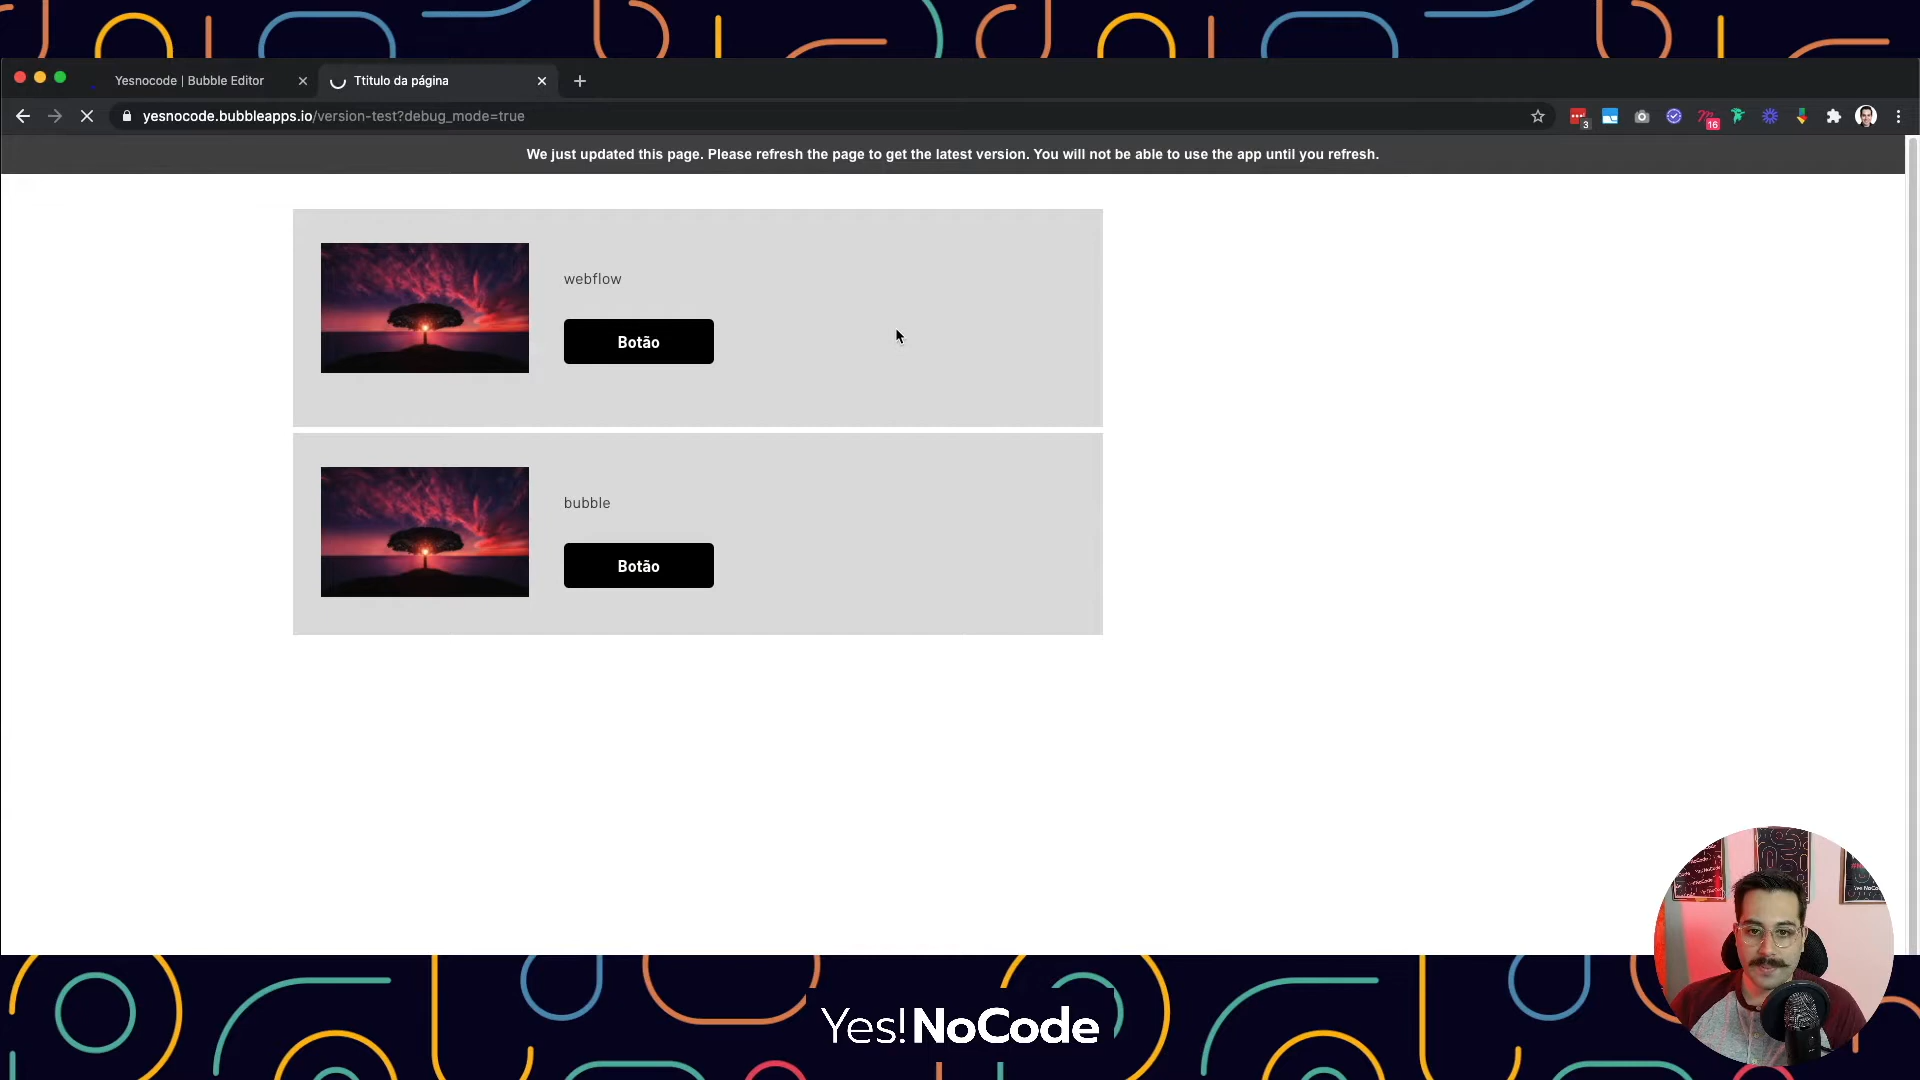 Yesnocode | Bubble Editor
Ttitulo da página
yesnocode.bubbleapps.io/version-test?debug_mode=true
3
16
We just updated this page. Please refresh the page to get the latest version. You will not be able to use the app until you refresh.
webflow
Botão
bubble
Botão
Yes! NoCode